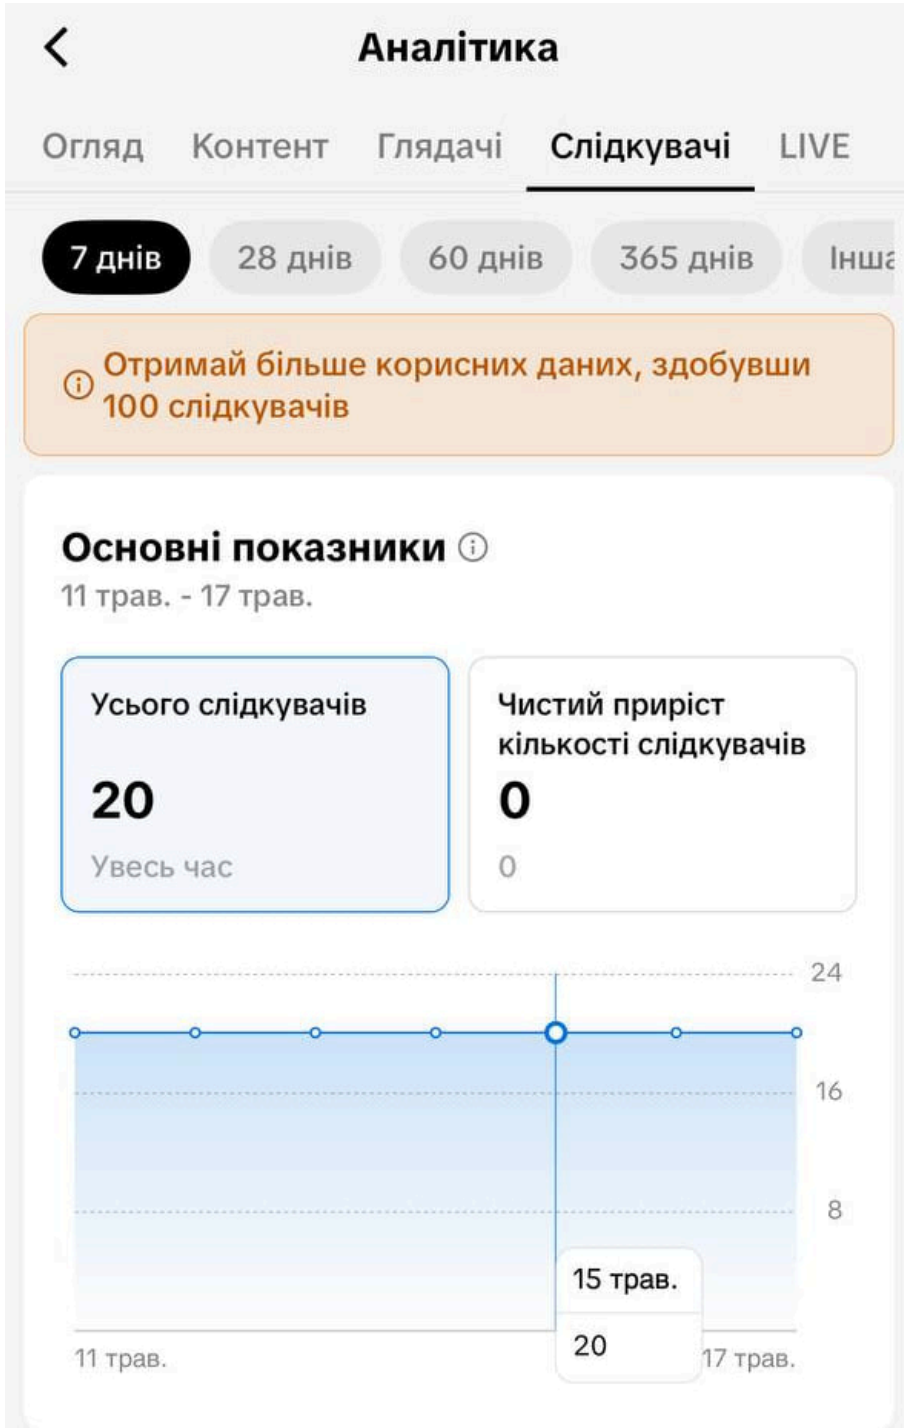 Аналітика
Огляд Контент Глядачі Слідкувачі LIVE
7 днів 28 днів 60 днів 365 днів Інша
Отримай більше корисних даних, здобувши
100 слідкувачів
Основні показники
11 трав. - 17 трав.
Усього слідкувачів
20
Увесь час
Чистий приріст
кількості слідкувачів
0
0
24
16
8
15 трав.
20
11 трав.
17 трав.